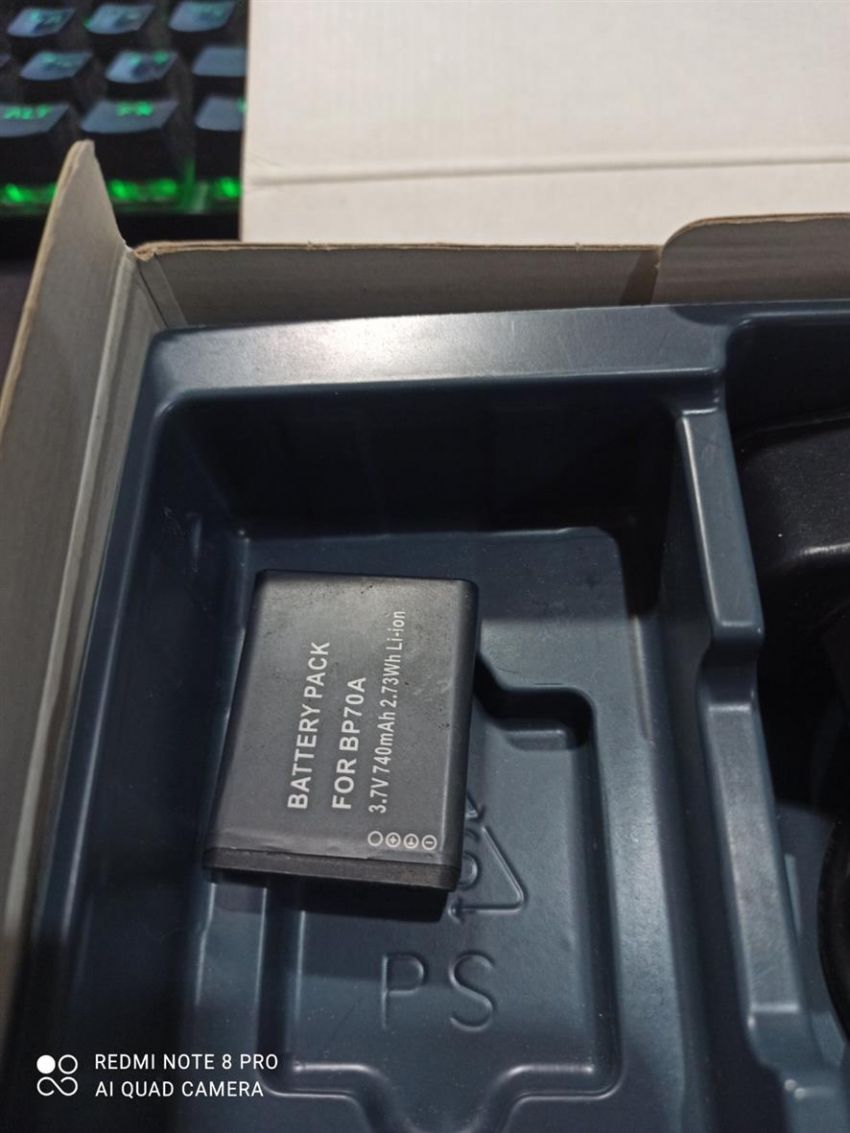 ALT
BATTERY PACK
FOR BP70A
3.7V 740mAh 2.73Wh Li-ion
PS
REDMI NOTE 8 PRO
AI QUAD CAMERA